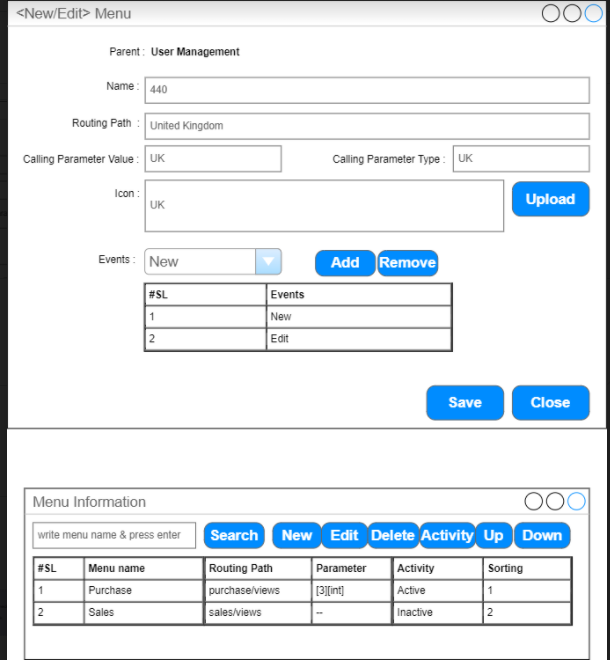 <New/Edit> Menu
Parent : User Management
Name : 440
Routing Path : United Kingdom
Calling Parameter Value : UK Calling Parameter Type : UK
Icon : UK Upload
Events : New Add Remove
#SL Events
1 New
2 Edit
Save Close
Menu Information
write menu name & press enter Search New Edit Delete Activity Up Down
#SL Menu name Routing Path Parameter Activity Sorting
1 Purchase purchase/views [3][int] Active 1
2 Sales sales/views -- Inactive 2